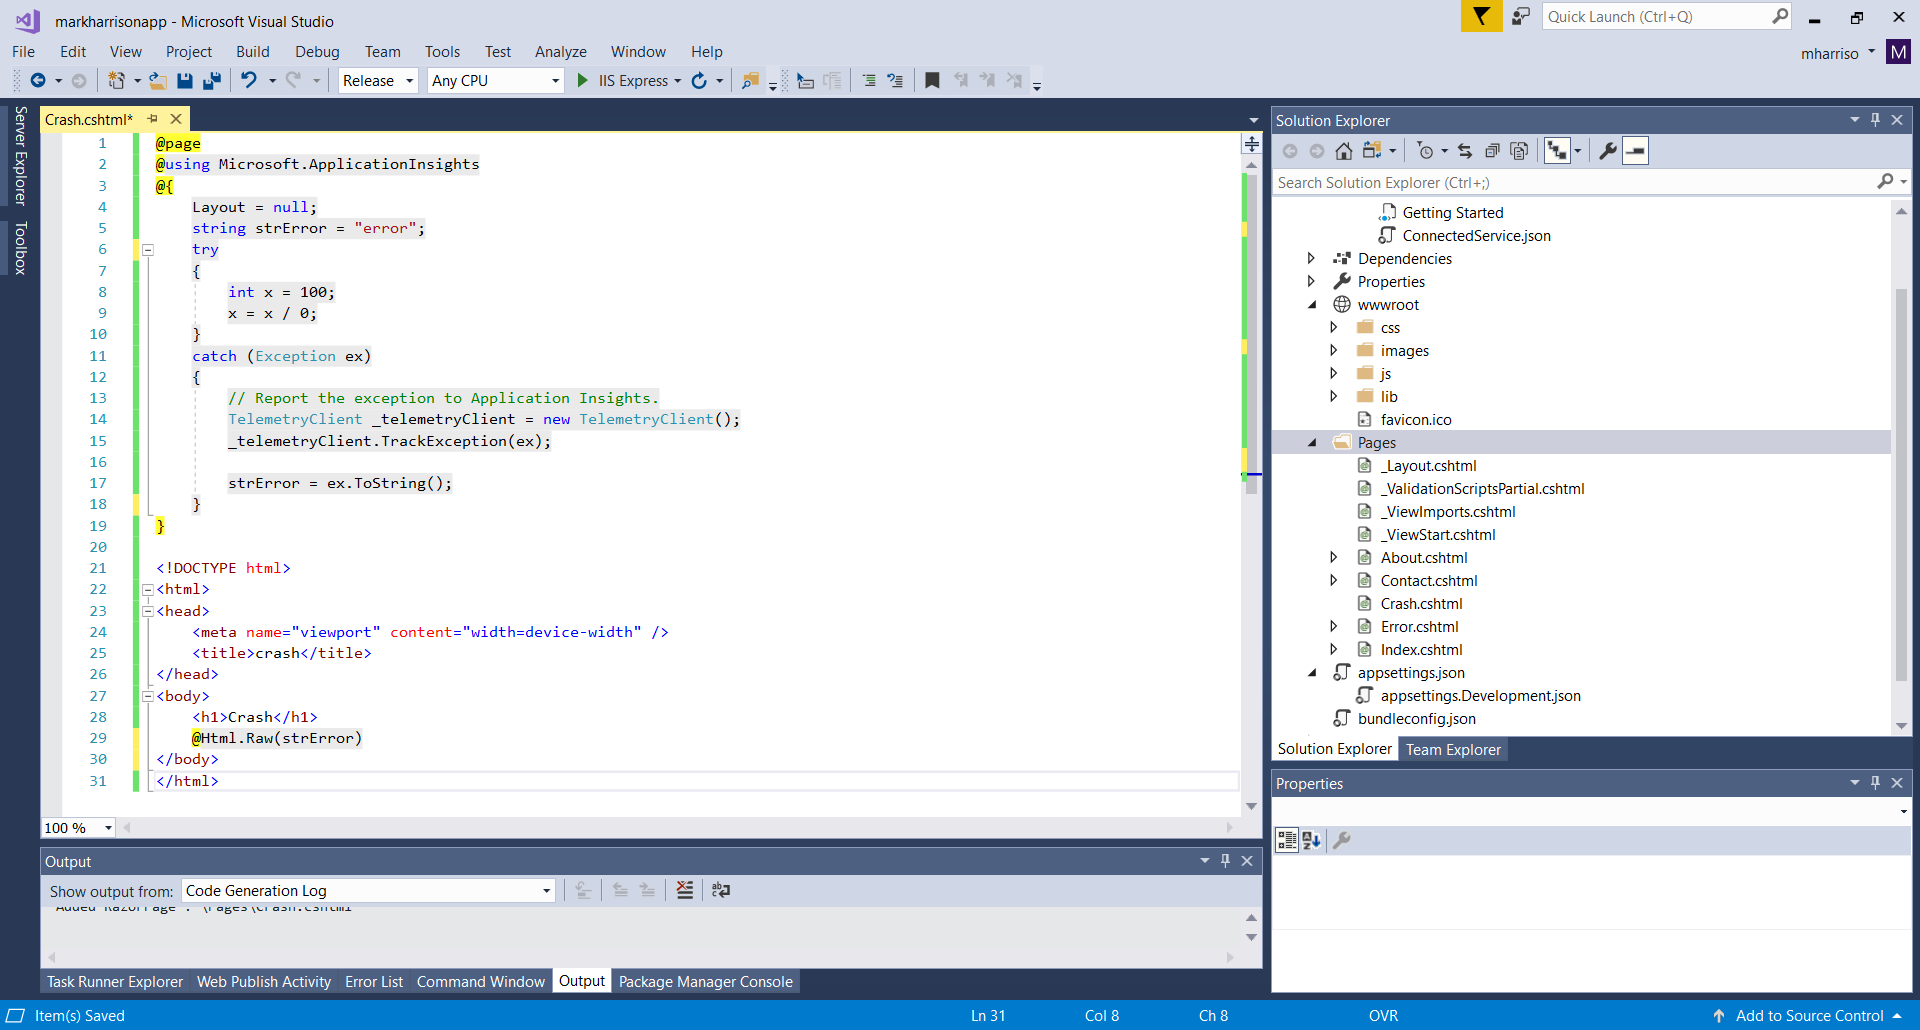 markharrisonapp - Microsoft Visual Studio
Quick Launch (Ctrl+Q)
File Edit View Project Build Debug Team Tools Test Analyze Window Help
mharriso M
Release Any CPU IIS Express
Server Explorer
Toolbox
Crash.cshtml*
1 @page
2 @using Microsoft.ApplicationInsights
3 @{
4 Layout = null;
5 string strError = "error";
6 try
7 {
8 int x = 100;
9 x = x / 0;
10 }
11 catch (Exception ex)
12 {
13 // Report the exception to Application Insights.
14 TelemetryClient _telemetryClient = new TelemetryClient();
15 _telemetryClient.TrackException(ex);
16
17 strError = ex.ToString();
18 }
19 }
20
21 <!DOCTYPE html>
22 <html>
23 <head>
24 <meta name="viewport" content="width=device-width" />
25 <title>crash</title>
26 </head>
27 <body>
28 <h1>Crash</h1>
29 @Html.Raw(strError)
30 </body>
31 </html>
100 %
Output
Show output from: Code Generation Log
Added RazorPage : \Pages\Crash.cshtml
Task Runner Explorer Web Publish Activity Error List Command Window Output Package Manager Console
Solution Explorer
Search Solution Explorer (Ctrl+;)
Getting Started
ConnectedService.json
Dependencies
Properties
wwwroot
css
images
js
lib
favicon.ico
Pages
_Layout.cshtml
_ValidationScriptsPartial.cshtml
_ViewImports.cshtml
_ViewStart.cshtml
About.cshtml
Contact.cshtml
Crash.cshtml
Error.cshtml
Index.cshtml
appsettings.json
appsettings.Development.json
bundleconfig.json
Solution Explorer Team Explorer
Properties
Item(s) Saved Ln 31 Col 8 Ch 8 OVR Add to Source Control